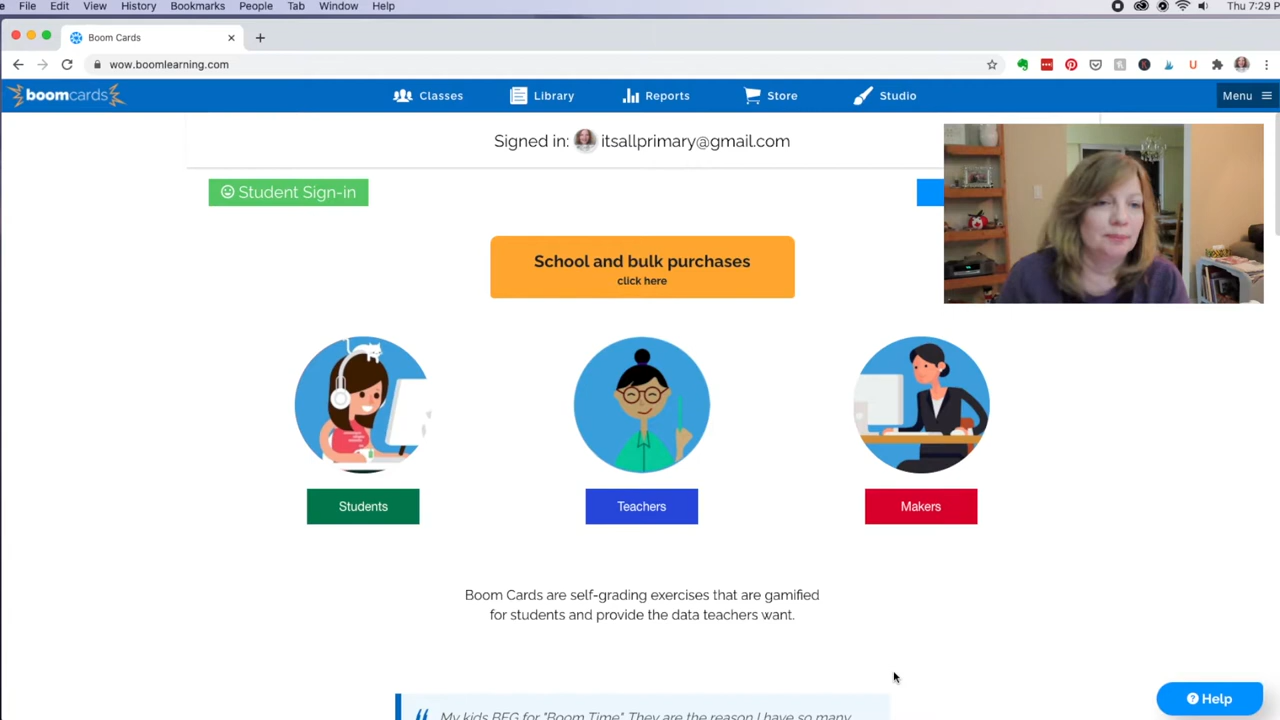 File Edit View History Bookmarks People Tab Window Help Thu 7:29 P
Boom Cards
wow.boomlearning.com
boomcards Classes Library Reports Store Studio Menu
Signed in: itsallprimary@gmail.com
Student Sign-in
School and bulk purchases
click here
Students Teachers Makers
Boom Cards are self-grading exercises that are gamified
for students and provide the data teachers want.
My kids BEG for "Boom Time". They are the reason I have so many
Help